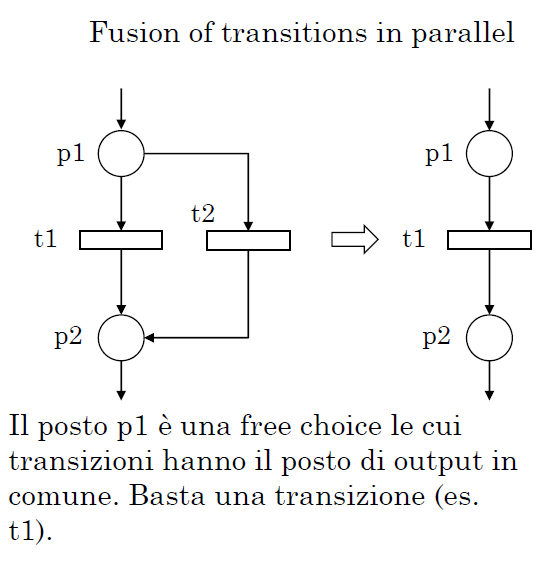 Fusion of transitions in parallel
p1
p1
t2
t1
t1
p2
p2
Il posto p1 è una free choice le cui
transizioni hanno il posto di output in
comune. Basta una transizione (es.
t1).